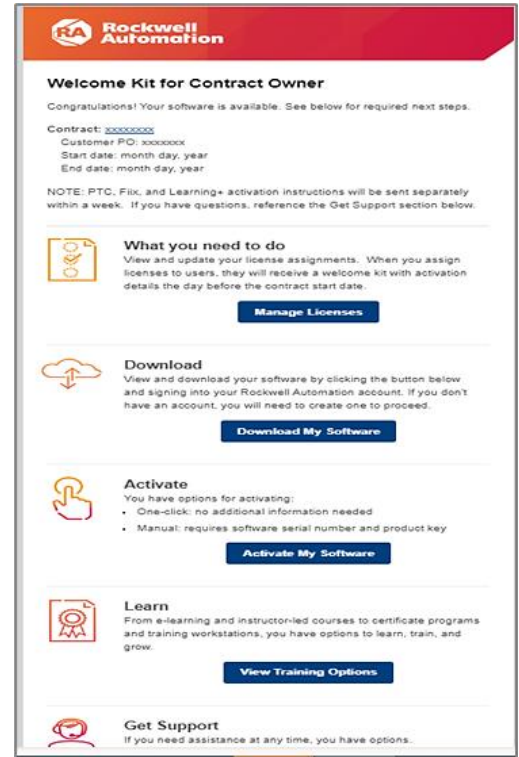 RA
Rockwell
Automation
Welcome Kit for Contract Owner
Congratulations! Your software is available. See below for required next steps.
Contract: xxxxxxxx
Customer PO: xxxxxxx
Start date: month day, year
End date: month day, year
NOTE: PTC, Fiix, and Learning+ activation instructions will be sent separately
within a week. If you have questions, reference the Get Support section below.
What you need to do
View and update your license assignments. When you assign
licenses to users, they will receive a welcome kit with activation
details the day before the contract start date.
Manage Licenses
Download
View and download your software by clicking the button below
and signing into your Rockwell Automation account. If you don't
have an account, you will need to create one to proceed.
Download My Software
Activate
You have options for activating:
• One-click: no additional information needed
• Manual: requires software serial number and product key
Activate My Software
Learn
From e-learning and instructor-led courses to certificate programs
and training workstations, you have options to learn, train, and
grow.
View Training Options
Get Support
If you need assistance at any time, you have options.